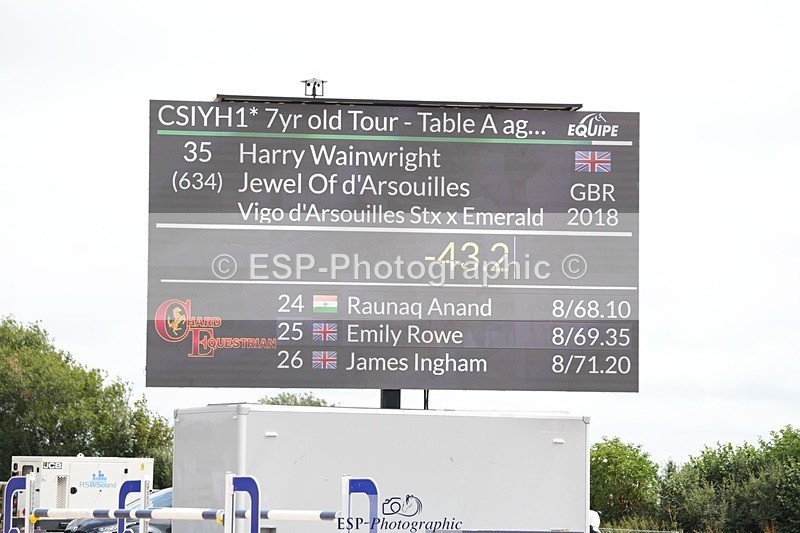 CSIYH1* 7yr old Tour - Table A ag... EQUIPE
35 Harry Wainwright
(634) Jewel Of d'Arsouilles GBR
Vigo d'Arsouilles Stx x Emerald 2018
-43.2
© ESP-Photographic ©
24 Raunaq Anand 8/68.10
25 Emily Rowe 8/69.35
26 James Ingham 8/71.20
CHARD
EQUESTRIAN
JCB
RSWSound
ESP-Photographic